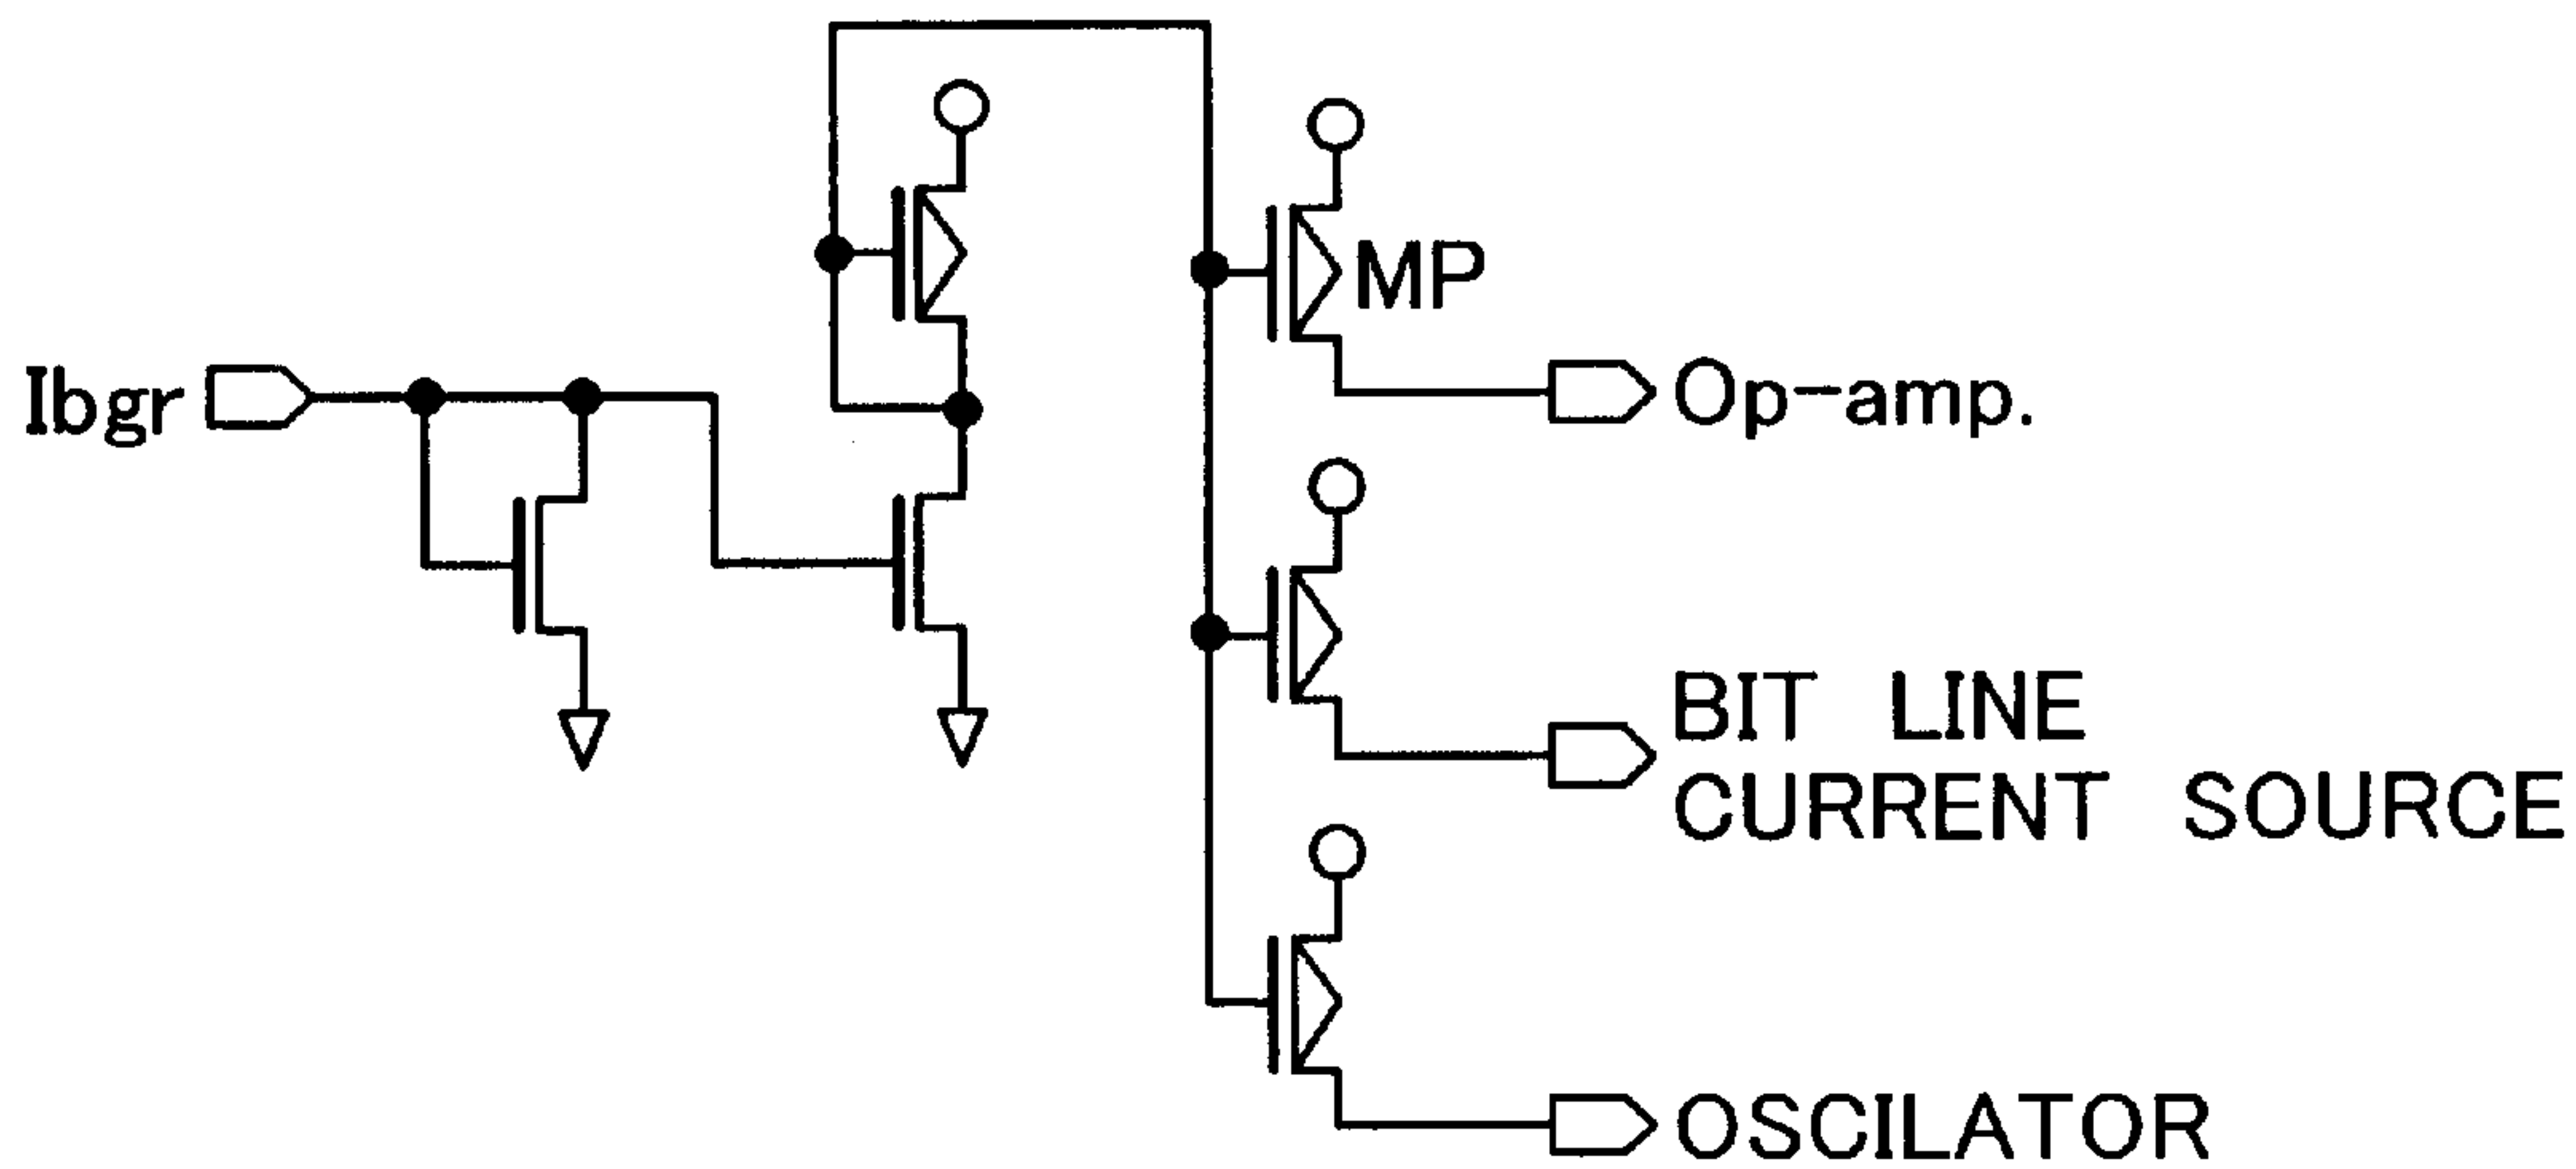 MP
Ibgr
Op-amp.
BIT LINE
CURRENT SOURCE
OSCILATOR